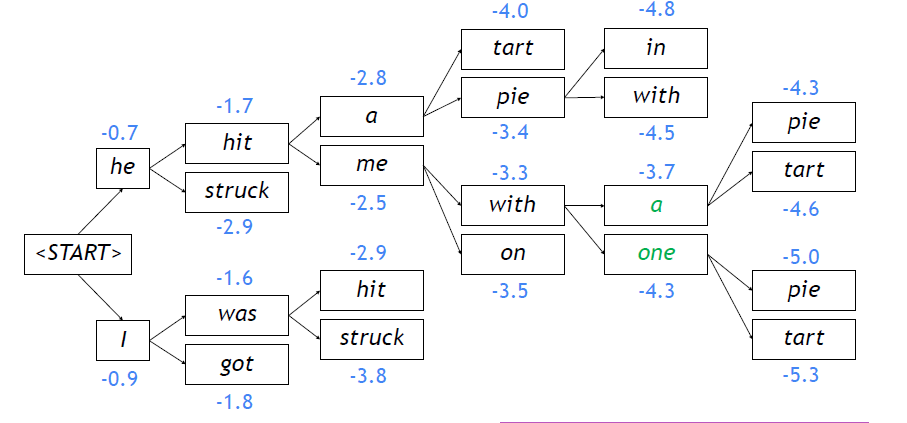 -4.0
-4.8
tart
in
-2.8
-4.3
-1.7
pie
with
a
pie
-0.7
hit
-3.4
-4.5
he
me
-3.3
-3.7
tart
struck
-2.5
with
a
-4.6
-2.9
<START>
-2.9
on
one
-5.0
-1.6
hit
-3.5
-4.3
pie
was
I
struck
tart
got
-0.9
-3.8
-5.3
-1.8